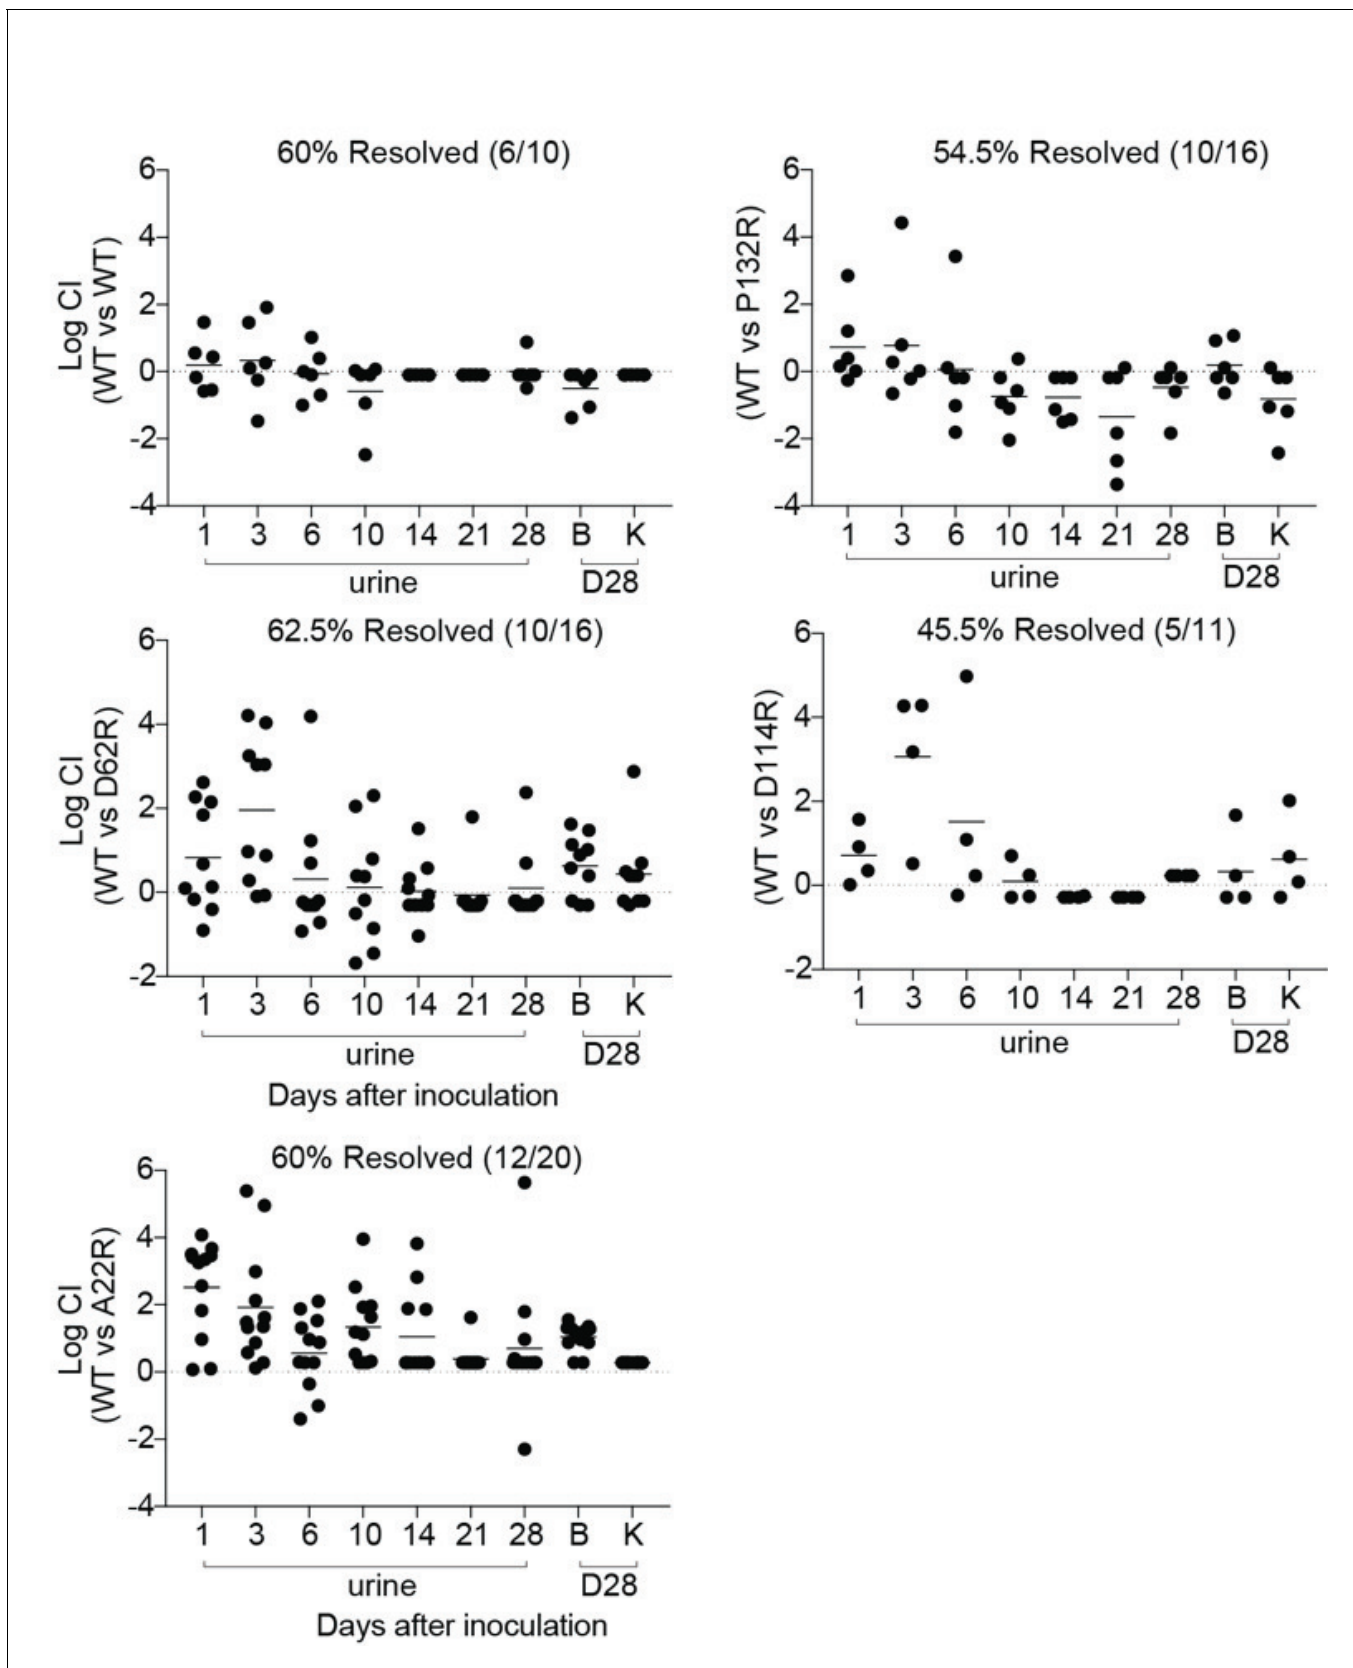 60% Resolved (6/10)
Log CI
(WT vs WT)
6
4
2
0
-2
-4
1 3 6 10 14 21 28 B K
urine D28
54.5% Resolved (10/16)
(WT vs P132R)
6
4
2
0
-2
-4
1 3 6 10 14 21 28 B K
urine D28
62.5% Resolved (10/16)
Log CI
(WT vs D62R)
6
4
2
0
-2
1 3 6 10 14 21 28 B K
urine D28
Days after inoculation
45.5% Resolved (5/11)
(WT vs D114R)
6
4
2
0
-2
1 3 6 10 14 21 28 B K
urine D28
60% Resolved (12/20)
Log CI
(WT vs A22R)
6
4
2
0
-2
-4
1 3 6 10 14 21 28 B K
urine D28
Days after inoculation